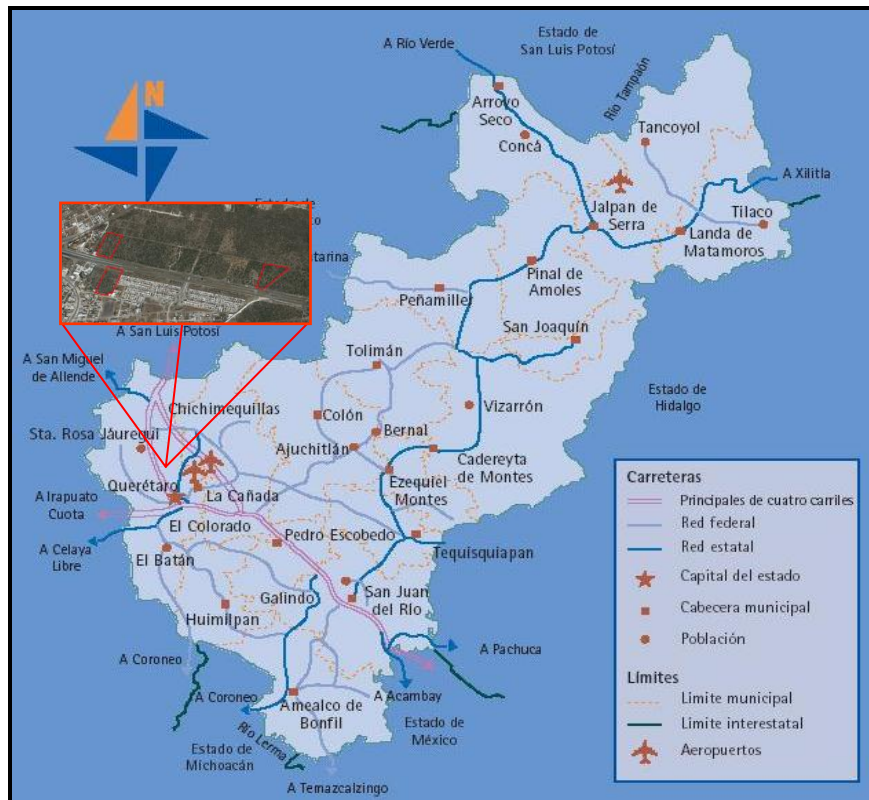 Estado de
San Luis Potosí
A Río Verde
N
Arroyo
Seco
Concá
Río Tampaón
Tancoyol
A Xilitla
Jalpan de
Serra
Tilaco
Landa de
Matamoros
Estado de
Pinal de
Amoles
Peñamiller
San Joaquín
A San Luis Potosí
A San Miguel
de Allende
Tolimán
Estado de
Hidalgo
Chichimequillas
Colón
Vizarrón
Sta. Rosa Jáuregui
Bernal
Ajuchitlán
Cadereyta
de Montes
Querétaro
La Cañada
Ezequiel
Montes
A Irapuato
Cuota
El Colorado
Pedro Escobedo
A Celaya
Libre
El Batán
Tequisquiapan
Galindo
San Juan
del Río
Huimilpan
A Pachuca
A Coroneo
A Coroneo
A Acambay
Amealco de
Bonfil
Estado de
México
Río Lerma
Estado de
Michoacán
A Temazcalzingo
Carreteras
Principales de cuatro carriles
Red federal
Red estatal
Capital del estado
Cabecera municipal
Población
Límites
Limite municipal
Limite interestatal
Aeropuertos